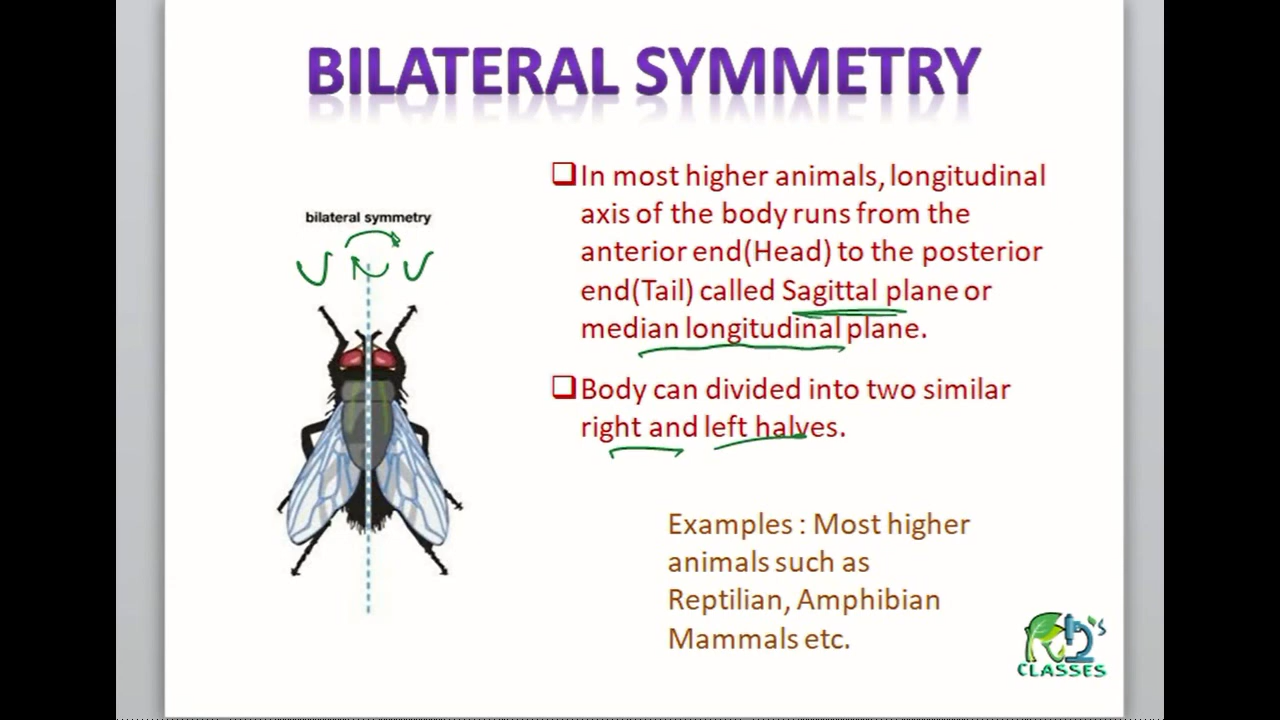 BILATERAL SYMMETRY
bilateral symmetry
In most higher animals, longitudinal
axis of the body runs from the
anterior end(Head) to the posterior
end(Tail) called Sagittal plane or
median longitudinal plane.
Body can divided into two similar
right and left halves.
Examples : Most higher
animals such as
Reptilian, Amphibian
Mammals etc.
RD's
CLASSES